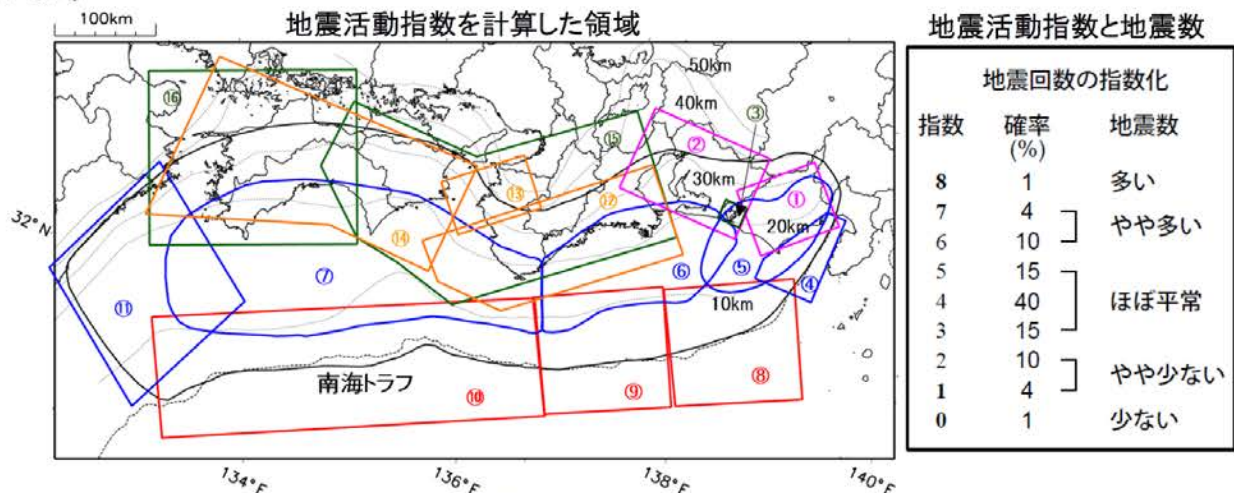 100km
地震活動指数を計算した領域
50km
40km
③
⑯
⑮
②
30km
⑬
①
⑫
20km
32°N
⑭
⑦
⑥
⑤
④
⑪
10km
南海トラフ
⑩
⑨
⑧
134°E
136°E
138°E
140°E
地震活動指数と地震数
地震回数の指数化
指数 確率 地震数
(%)
8 1 多い
7 4
やや多い
6 10
5 15
4 40 ほぼ平常
3 15
2 10
やや少ない
1 4
0 1 少ない